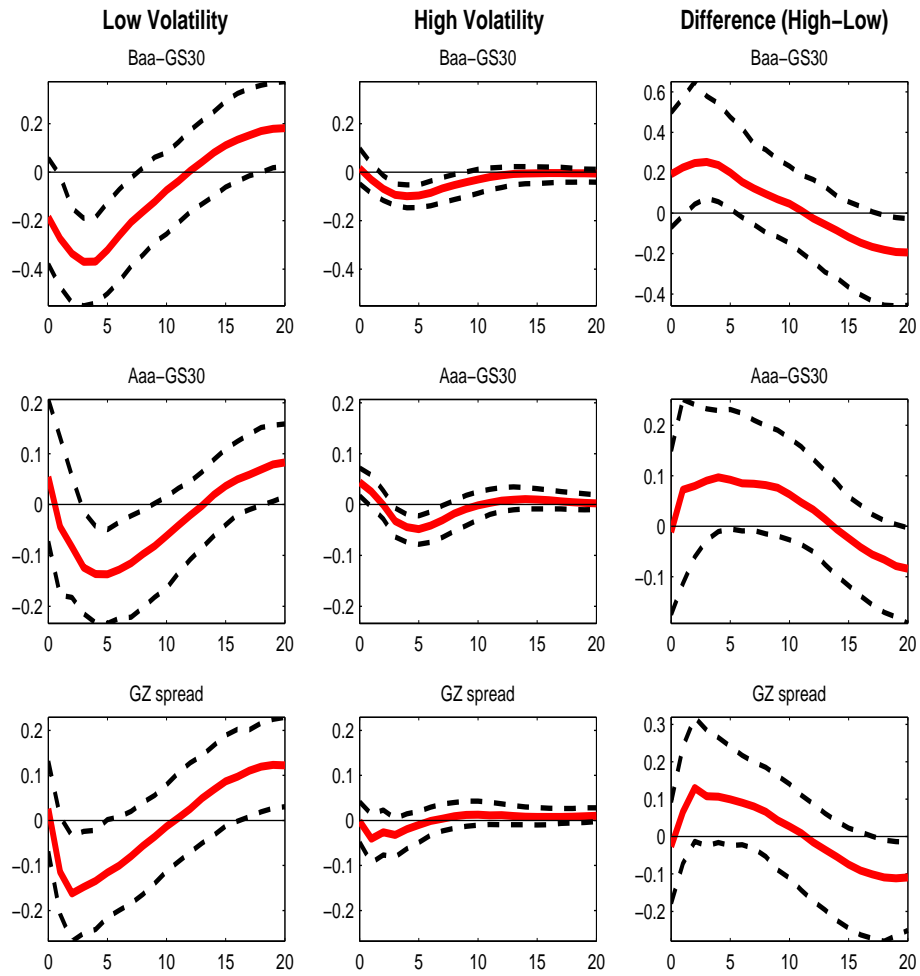 Low Volatility High Volatility Difference (High−Low)
Baa−GS30 Baa−GS30 Baa−GS30
0.2 0 −0.2 −0.4
0 5 10 15 20
0.2 0 −0.2 −0.4
0 5 10 15 20
0.6 0.4 0.2 0 −0.2 −0.4
0 5 10 15 20
Aaa−GS30 Aaa−GS30 Aaa−GS30
0.2 0.1 0 −0.1 −0.2
0 5 10 15 20
0.2 0.1 0 −0.1 −0.2
0 5 10 15 20
0.2 0.1 0 −0.1
0 5 10 15 20
GZ spread GZ spread GZ spread
0.2 0.1 0 −0.1 −0.2
0 5 10 15 20
0.2 0.1 0 −0.1 −0.2
0 5 10 15 20
0.3 0.2 0.1 0 −0.1 −0.2
0 5 10 15 20